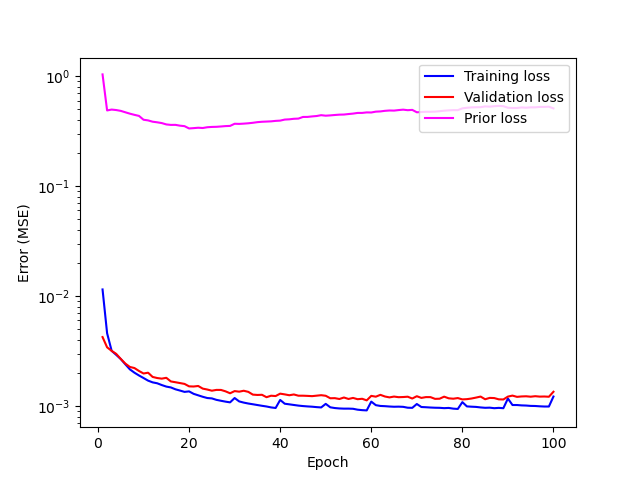 10⁰
10⁻¹
10⁻²
10⁻³
Error (MSE)
Training loss
Validation loss
Prior loss
0 20 40 60 80 100
Epoch